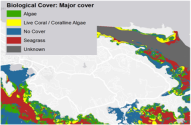 Biological Cover: Major cover
Algae
Live Coral / Coralline Algae
No Cover
Seagrass
Unknown